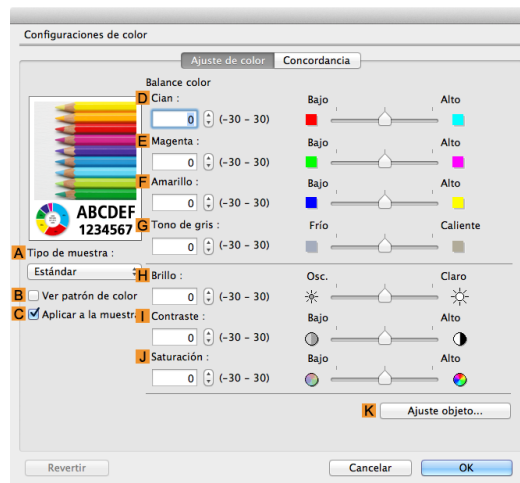 Configuraciones de color
Ajuste de color Concordancia
Balance color
D Cian :
Bajo Alto
0 (-30 - 30)
E Magenta :
Bajo Alto
0 (-30 - 30)
F Amarillo :
Bajo Alto
0 (-30 - 30)
ABCDEF
1234567
G Tono de gris :
Frío Caliente
0 (-30 - 30)
A Tipo de muestra :
Estándar
H Brillo :
Osc. Claro
B Ver patrón de color
0 (-30 - 30)
C Aplicar a la muestr
I Contraste :
Bajo Alto
0 (-30 - 30)
J Saturación :
Bajo Alto
0 (-30 - 30)
K Ajuste objeto...
Revertir Cancelar OK